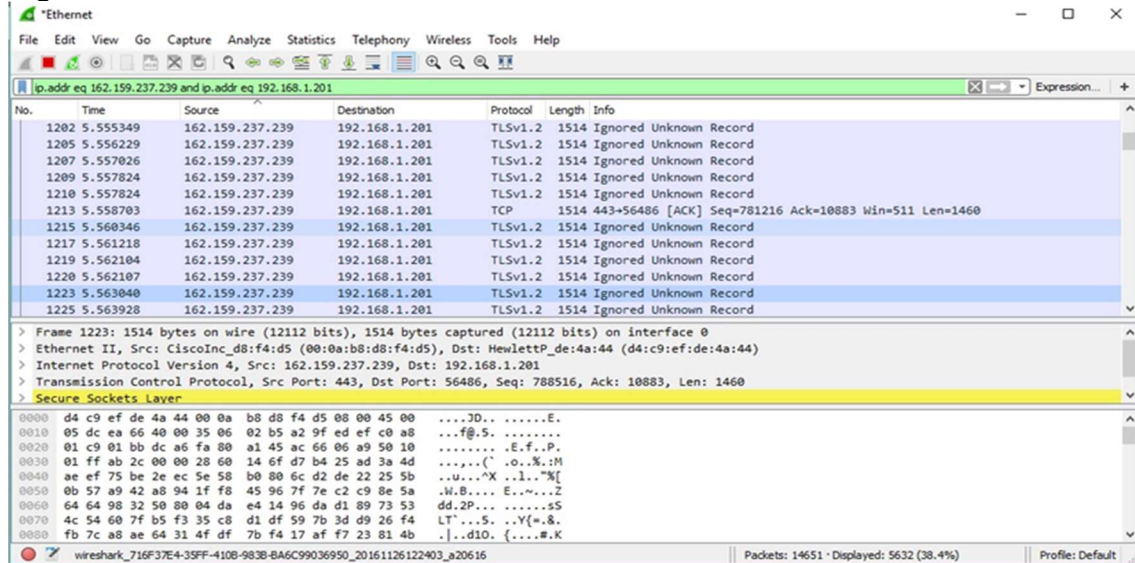 *Ethernet
File Edit View Go Capture Analyze Statistics Telephony Wireless Tools Help
ip.addr eq 162.159.237.239 and ip.addr eq 192.168.1.201 Expression... +
No. Time Source Destination Protocol Length Info
1202 5.555349 162.159.237.239 192.168.1.201 TLSv1.2 1514 Ignored Unknown Record
1205 5.556229 162.159.237.239 192.168.1.201 TLSv1.2 1514 Ignored Unknown Record
1207 5.557026 162.159.237.239 192.168.1.201 TLSv1.2 1514 Ignored Unknown Record
1209 5.557824 162.159.237.239 192.168.1.201 TLSv1.2 1514 Ignored Unknown Record
1210 5.557824 162.159.237.239 192.168.1.201 TLSv1.2 1514 Ignored Unknown Record
1213 5.558703 162.159.237.239 192.168.1.201 TCP 1514 443→56486 [ACK] Seq=781216 Ack=10883 Win=511 Len=1460
1215 5.560346 162.159.237.239 192.168.1.201 TLSv1.2 1514 Ignored Unknown Record
1217 5.561218 162.159.237.239 192.168.1.201 TLSv1.2 1514 Ignored Unknown Record
1219 5.562104 162.159.237.239 192.168.1.201 TLSv1.2 1514 Ignored Unknown Record
1220 5.562107 162.159.237.239 192.168.1.201 TLSv1.2 1514 Ignored Unknown Record
1223 5.563040 162.159.237.239 192.168.1.201 TLSv1.2 1514 Ignored Unknown Record
1225 5.563928 162.159.237.239 192.168.1.201 TLSv1.2 1514 Ignored Unknown Record
> Frame 1223: 1514 bytes on wire (12112 bits), 1514 bytes captured (12112 bits) on interface 0
> Ethernet II, Src: CiscoInc_d8:f4:d5 (00:0a:b8:d8:f4:d5), Dst: HewlettP_de:4a:44 (d4:c9:ef:de:4a:44)
> Internet Protocol Version 4, Src: 162.159.237.239, Dst: 192.168.1.201
> Transmission Control Protocol, Src Port: 443, Dst Port: 56486, Seq: 788516, Ack: 10883, Len: 1460
> Secure Sockets Layer
0000 d4 c9 ef de 4a 44 00 0a b8 d8 f4 d5 08 00 45 00 ....JD.. ......E.
0010 05 dc ea 66 40 00 35 06 02 b5 a2 9f ed ef c0 a8 ...f@.5. ........
0020 01 c9 01 bb dc a6 fa 80 a1 45 ac 66 06 a9 50 10 ........ .E.f..P.
0030 01 ff ab 2c 00 00 28 60 14 6f d7 b4 25 ad 3a 4d ...,..(` .o..%.:M
0040 ae ef 75 be 2e ec 5e 58 b0 80 6c d2 de 22 25 5b ..u...^X ..l.."%[
0050 0b 57 a9 42 a8 94 1f f8 45 96 7f 7e c2 c9 8e 5a .W.B.... E..~...Z
0060 64 64 98 32 50 80 04 da e4 14 96 da d1 89 73 53 dd.2P... ......sS
0070 4c 54 60 7f b5 f3 35 c8 d1 df 59 7b 3d d9 26 f4 LT`...5. ..Y{=.&.
0080 fb 7c a8 ae 64 31 4f df 7b f4 17 af f7 23 81 4b .|..d1O. {....#.K
wireshark_716F37E4-35FF-410B-983B-BA6C99036950_20161126122403_a20616 Packets: 14651 · Displayed: 5632 (38.4%) Profile: Default